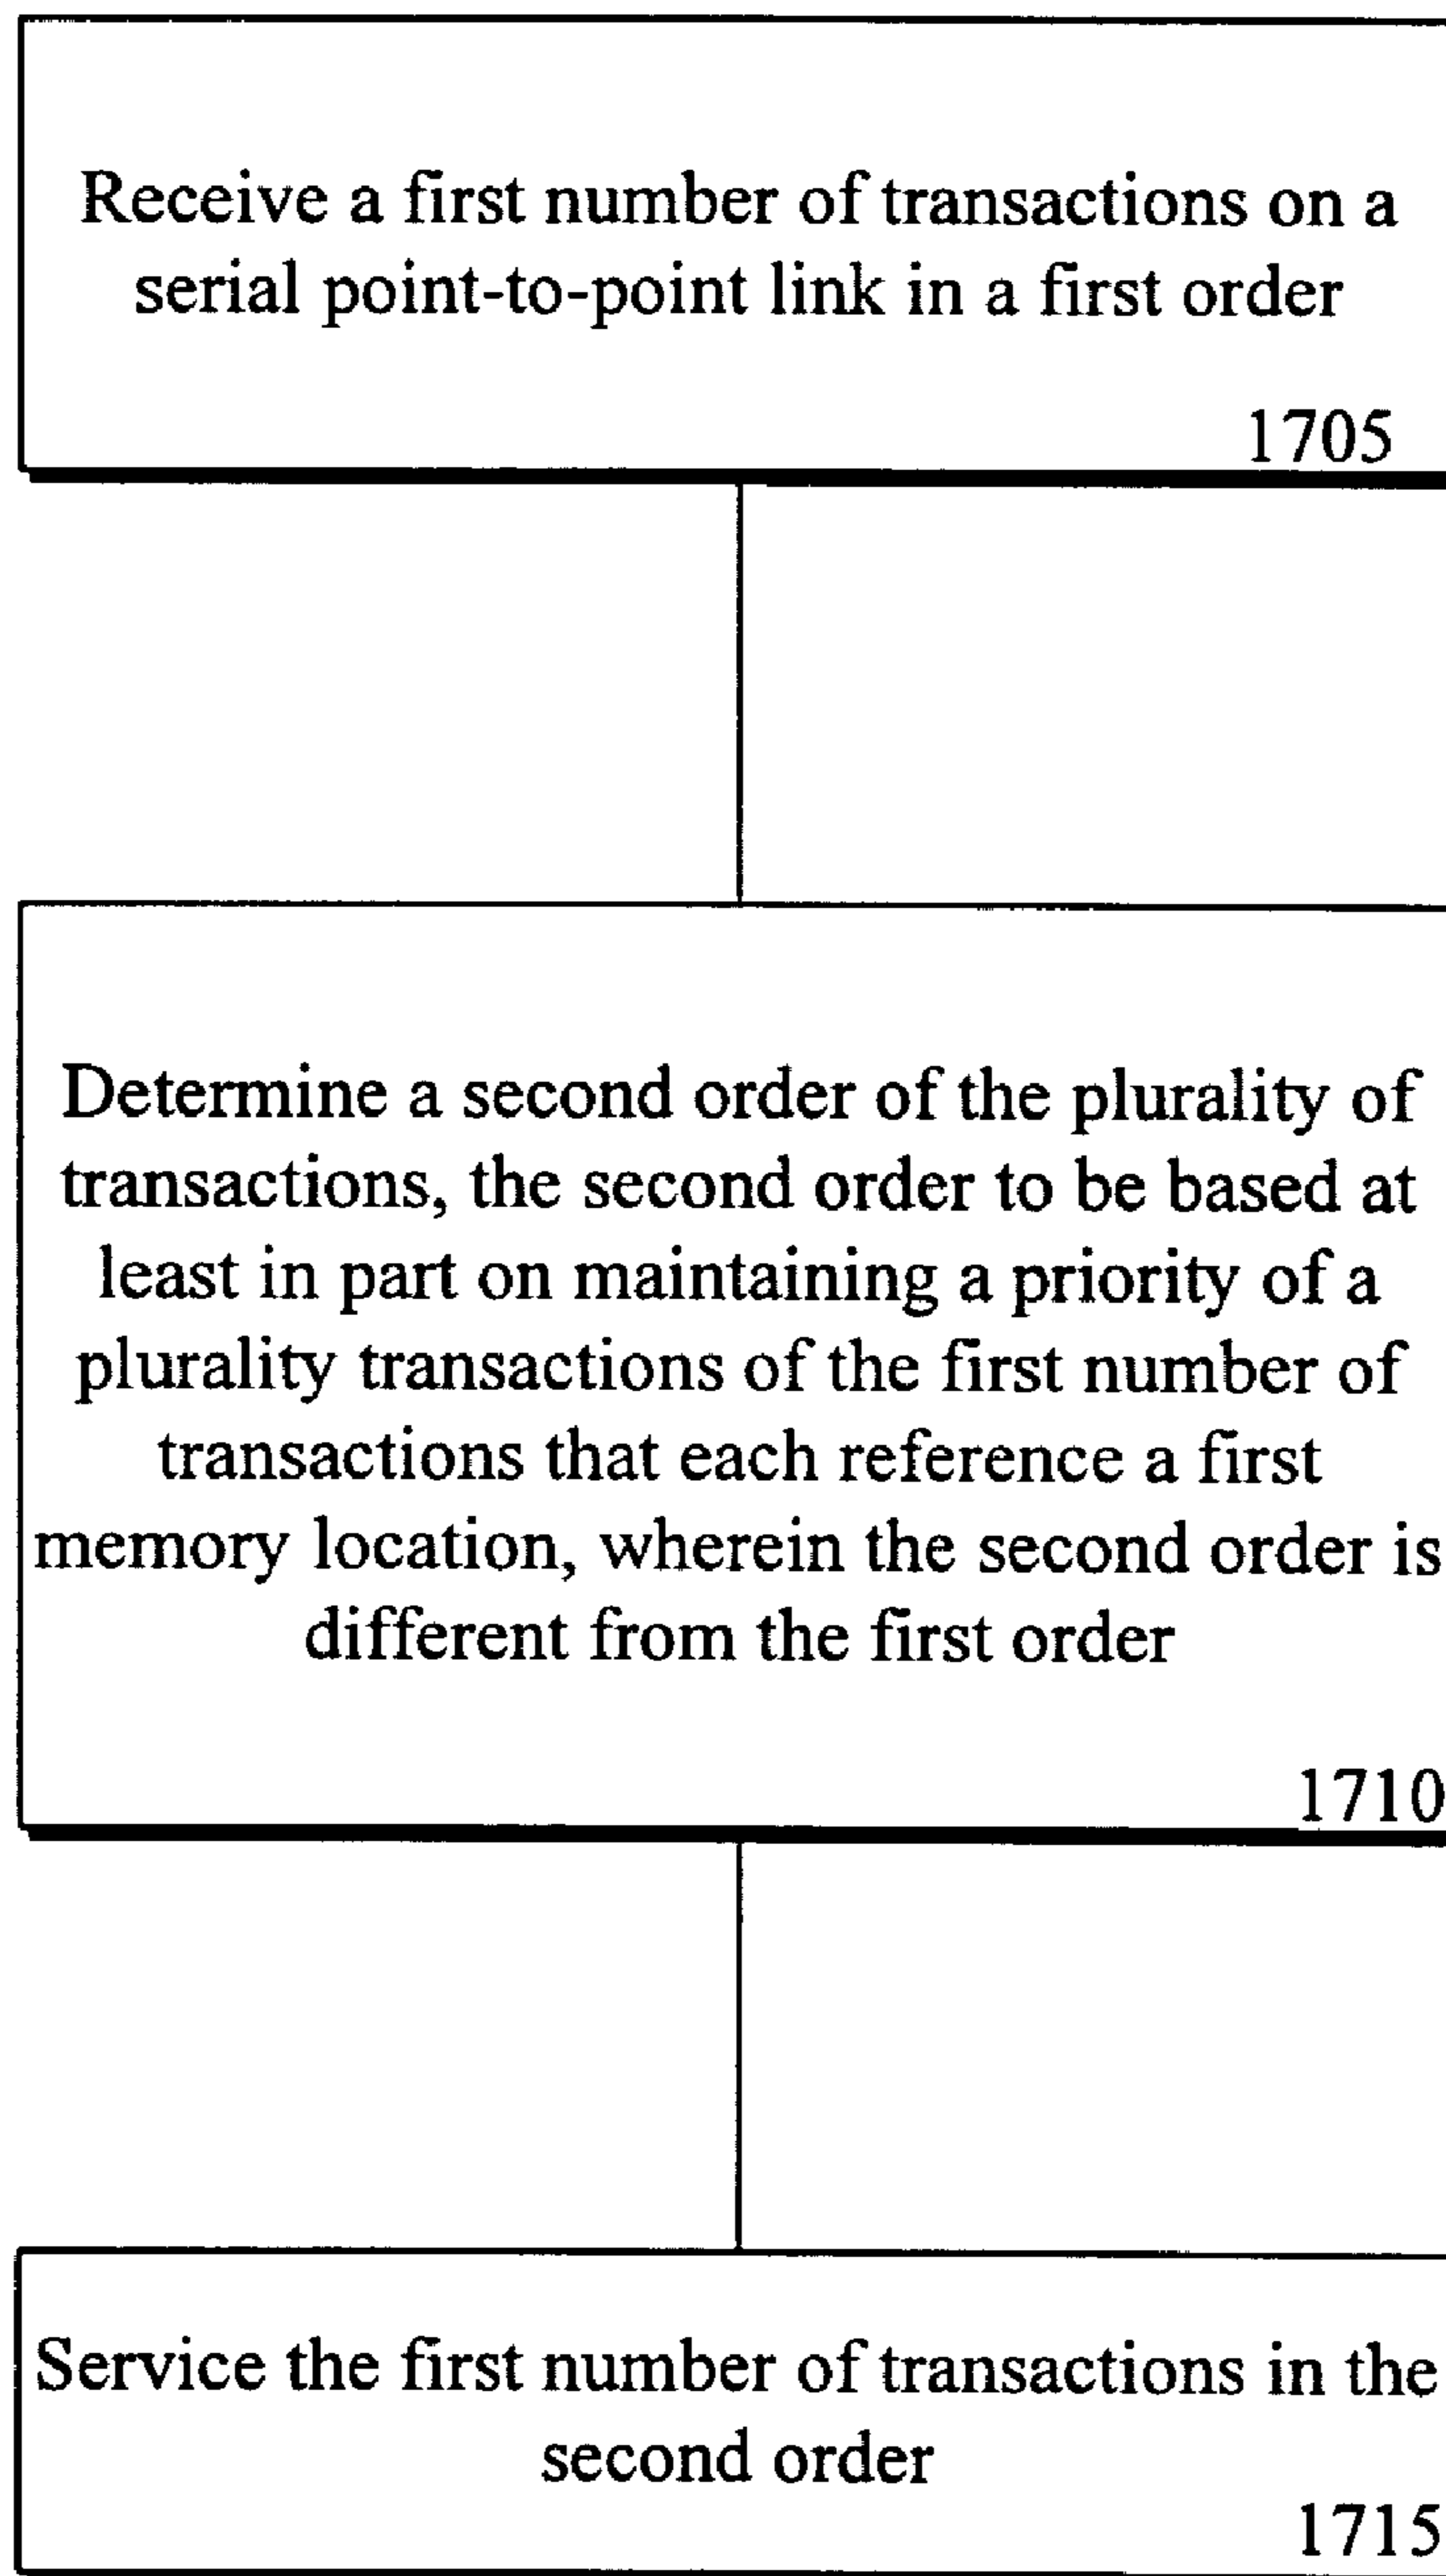 Receive a first number of transactions on a
serial point-to-point link in a first order
1705
Determine a second order of the plurality of
transactions, the second order to be based at
least in part on maintaining a priority of a
plurality transactions of the first number of
transactions that each reference a first
memory location, wherein the second order is
different from the first order
1710
Service the first number of transactions in the
second order
1715